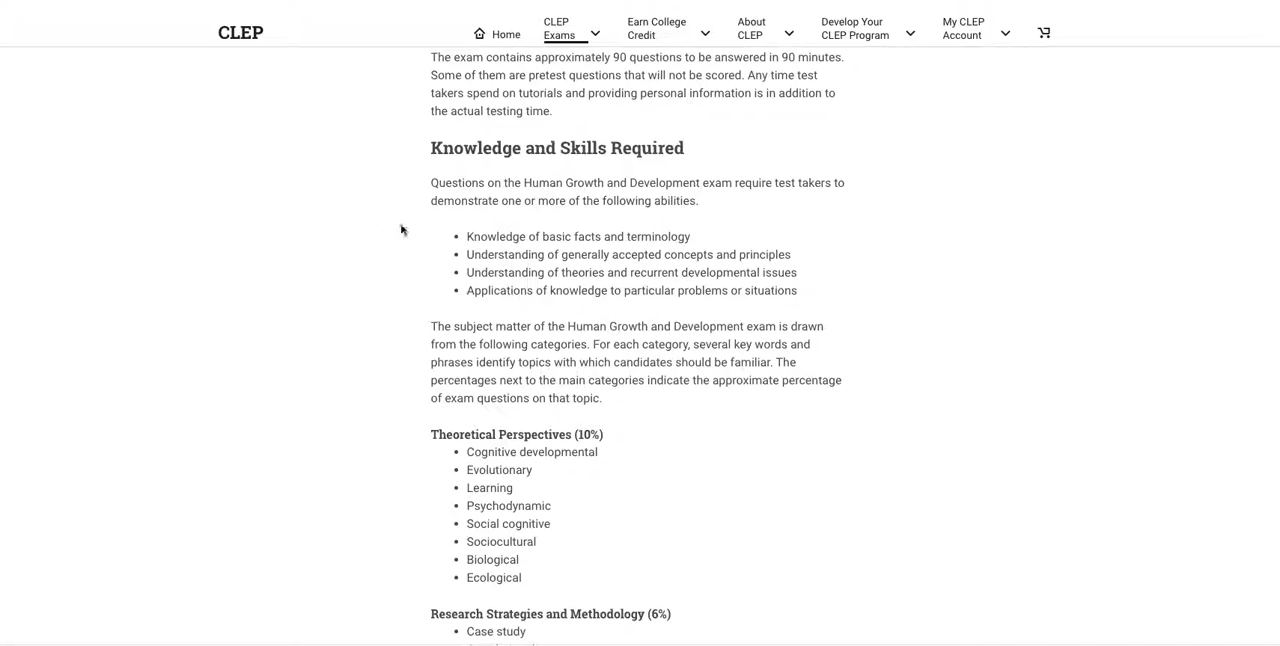 CLEP
Home
CLEP
Exams
Earn College
Credit
About
CLEP
Develop Your
CLEP Program
My CLEP
Account
The exam contains approximately 90 questions to be answered in 90 minutes.
Some of them are pretest questions that will not be scored. Any time test
takers spend on tutorials and providing personal information is in addition to
the actual testing time.
Knowledge and Skills Required
Questions on the Human Growth and Development exam require test takers to
demonstrate one or more of the following abilities.
• Knowledge of basic facts and terminology
• Understanding of generally accepted concepts and principles
• Understanding of theories and recurrent developmental issues
• Applications of knowledge to particular problems or situations
The subject matter of the Human Growth and Development exam is drawn
from the following categories. For each category, several key words and
phrases identify topics with which candidates should be familiar. The
percentages next to the main categories indicate the approximate percentage
of exam questions on that topic.
Theoretical Perspectives (10%)
• Cognitive developmental
• Evolutionary
• Learning
• Psychodynamic
• Social cognitive
• Sociocultural
• Biological
• Ecological
Research Strategies and Methodology (6%)
• Case study